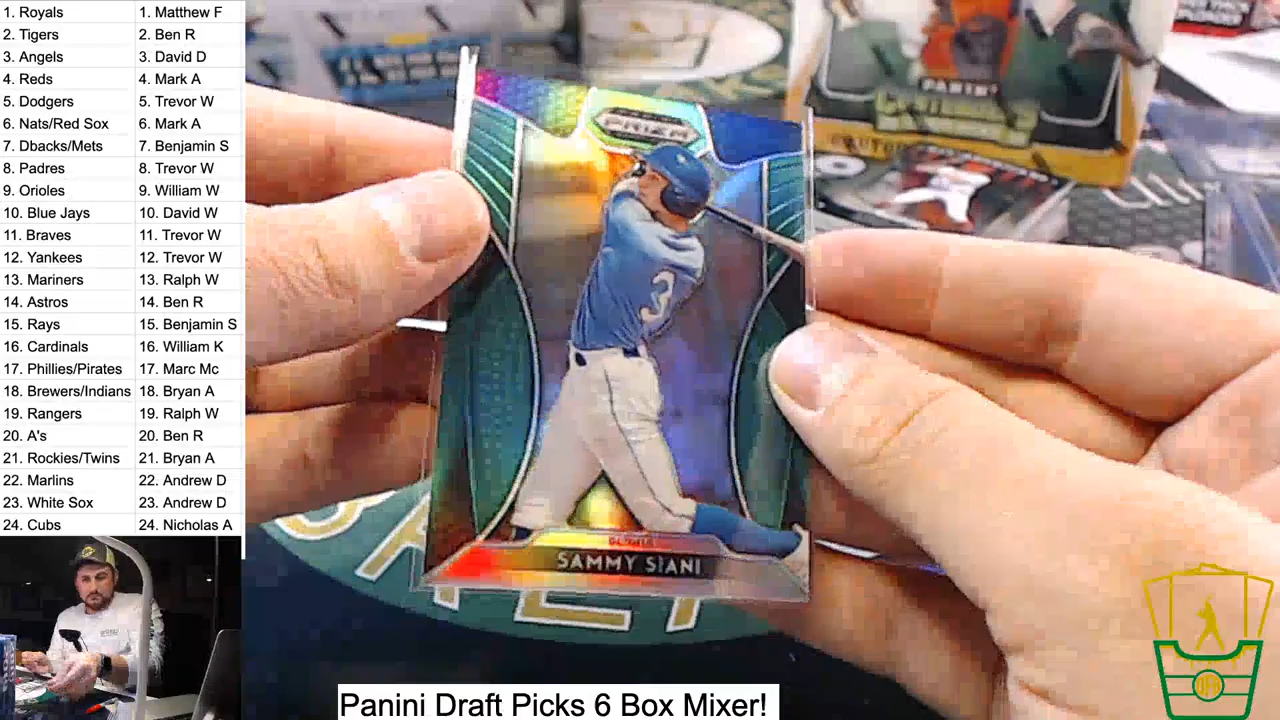 1. Royals 1. Matthew F
2. Tigers 2. Ben R
3. Angels 3. David D
4. Reds 4. Mark A
5. Dodgers 5. Trevor W
6. Nats/Red Sox 6. Mark A
7. Dbacks/Mets 7. Benjamin S
8. Padres 8. Trevor W
9. Orioles 9. William W
10. Blue Jays 10. David W
11. Braves 11. Trevor W
12. Yankees 12. Trevor W
13. Mariners 13. Ralph W
14. Astros 14. Ben R
15. Rays 15. Benjamin S
16. Cardinals 16. William K
17. Phillies/Pirates 17. Marc Mc
18. Brewers/Indians 18. Bryan A
19. Rangers 19. Ralph W
20. A's 20. Ben R
21. Rockies/Twins 21. Bryan A
22. Marlins 22. Andrew D
23. White Sox 23. Andrew D
24. Cubs 24. Nicholas A
PANINI
PRIZM
3
SAMMY SIANI
Panini Draft Picks 6 Box Mixer!